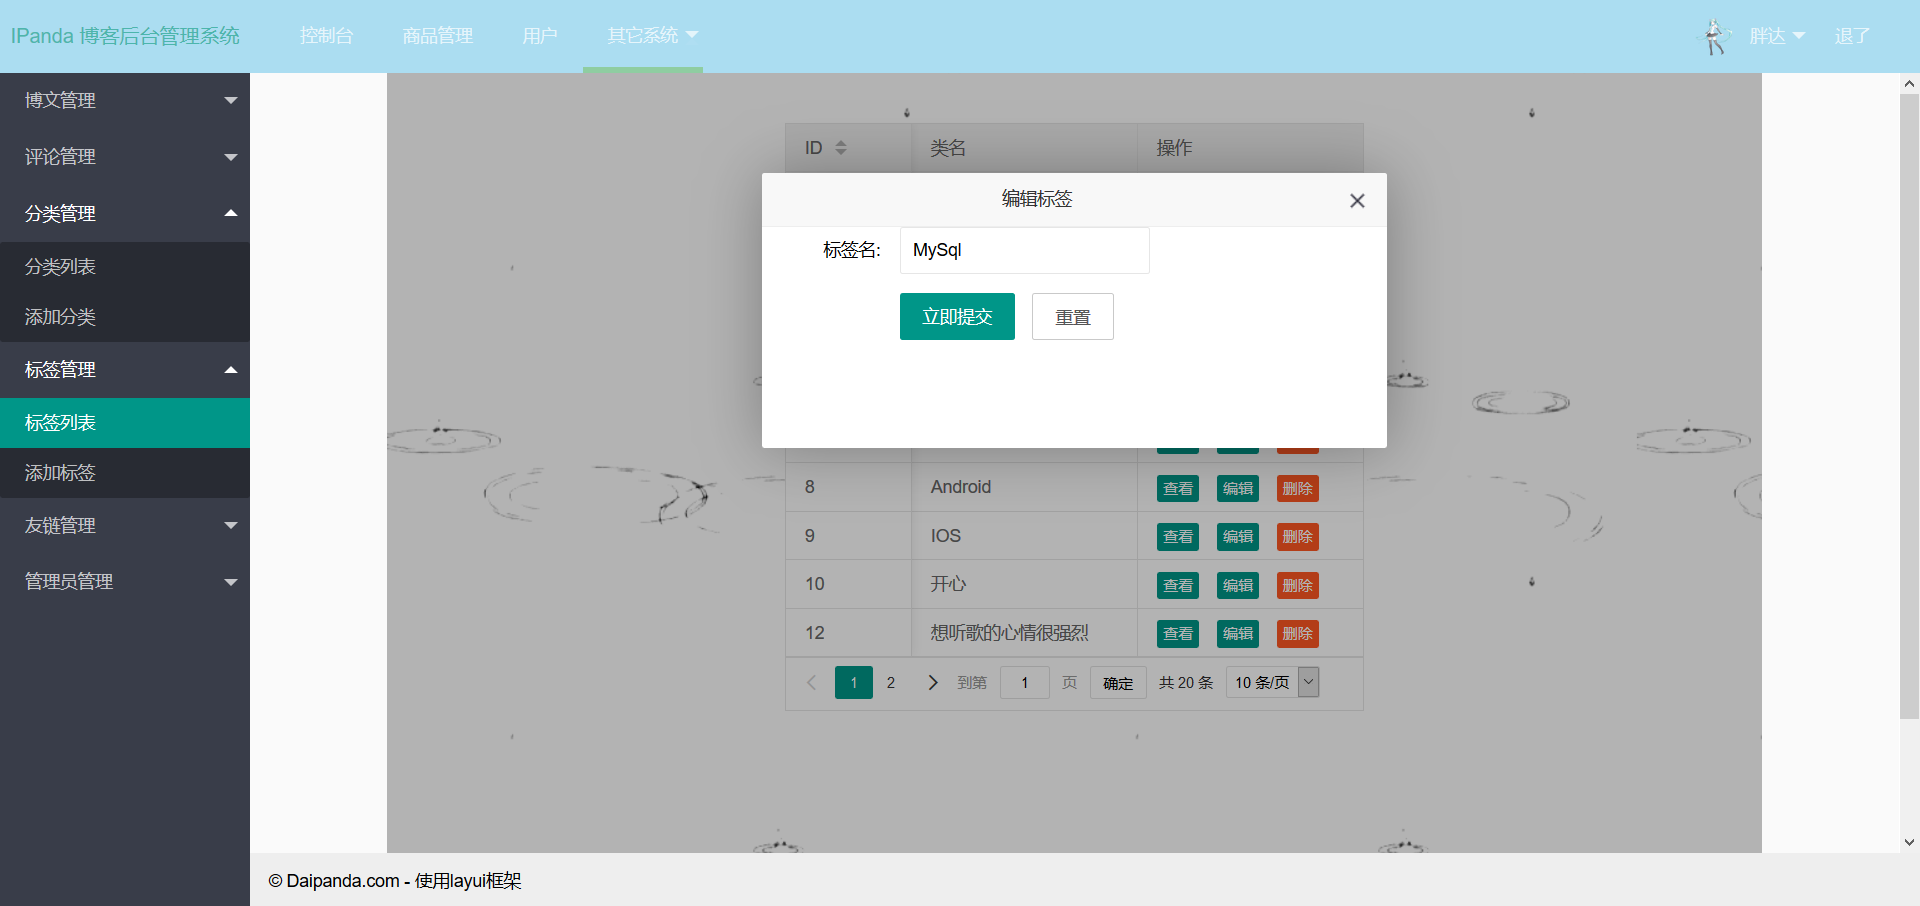 IPanda 博客后台管理系统 控制台 商品管理 用户 其它系统 胖达 退了
博文管理
评论管理
分类管理
分类列表
添加分类
标签管理
标签列表
添加标签
友链管理
管理员管理
ID 类名 操作
编辑标签
标签名: MySql
立即提交 重置
8 Android 查看 编辑 删除
9 IOS 查看 编辑 删除
10 开心 查看 编辑 删除
12 想听歌的心情很强烈 查看 编辑 删除
1 2 到第 1 页 确定 共 20 条 10 条/页
© Daipanda.com - 使用layui框架